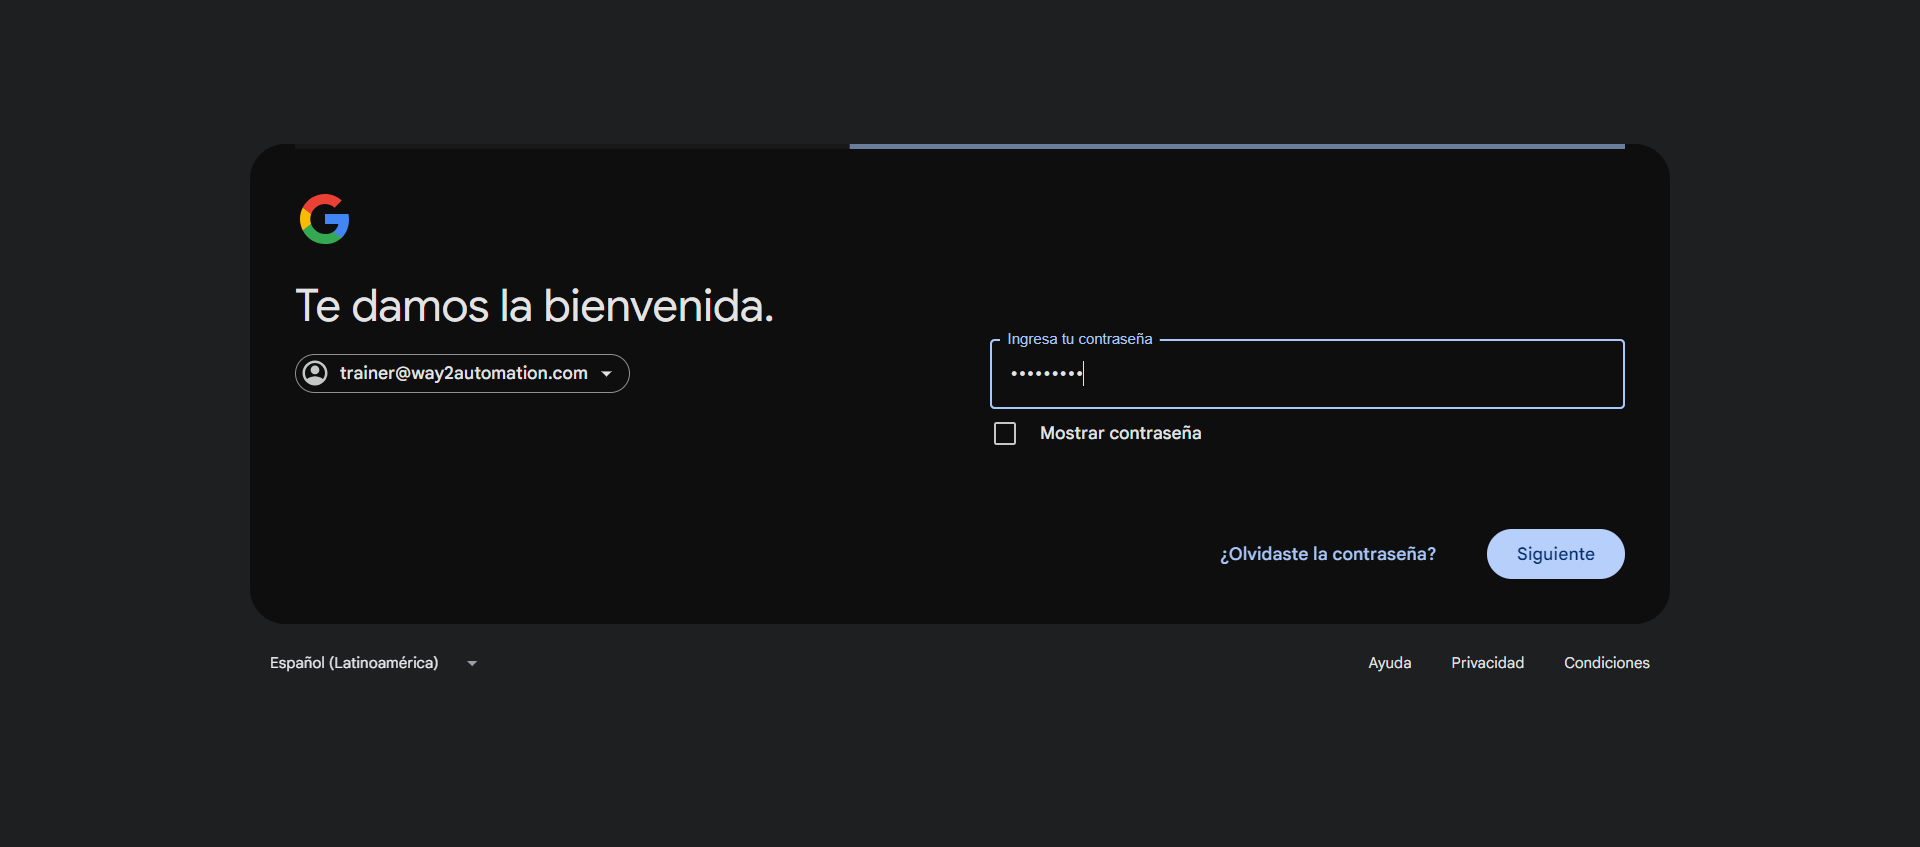 Te damos la bienvenida.
trainer@way2automation.com
Ingresa tu contraseña
•••••••••
Mostrar contraseña
¿Olvidaste la contraseña?
Siguiente
Español (Latinoamérica)
Ayuda
Privacidad
Condiciones